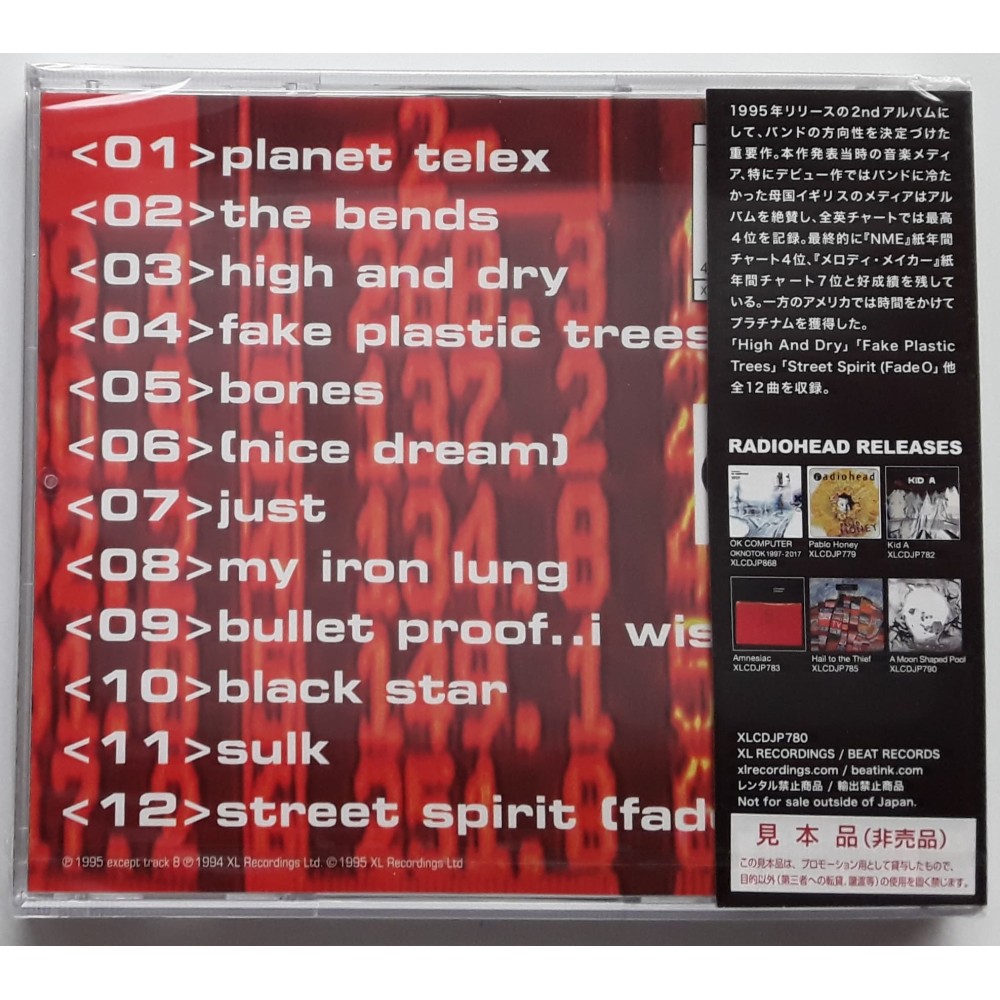 <01>planet telex
<02>the bends
<03>high and dry
<04>fake plastic trees
<05>bones
<06>(nice dream)
<07>just
<08>my iron lung
<09>bullet proof..i wis
<10>black star
<11>sulk
<12>street spirit (fade
℗1995 except track 8 ℗1994 XL Recordings Ltd. ©1995 XL Recordings Ltd
1995年リリースの2ndアルバムに
して、バンドの方向性を決定づけた
重要作。本作発表当時の音楽メディ
ア、特にデビュー作ではバンドに冷た
かった母国イギリスのメディアはアル
バムを絶賛し、全英チャートでは最高
4位を記録。最終的に『NME』紙年間
チャート4位、『メロディ・メイカー』紙
年間チャート7位と好成績を残して
いる。一方のアメリカでは時間をかけて
プラチナムを獲得した。
「High And Dry」「Fake Plastic
Trees」「Street Spirit (Fade O」他
全12曲を収録。
RADIOHEAD RELEASES
radiohead
KID A
OK COMPUTER
OKNOTOK 1997-2017
XLCDJP868
Pablo Honey
XLCDJP779
Kid A
XLCDJP782
Amnesiac
XLCDJP783
Hail to the Thief
XLCDJP785
A Moon Shaped Pool
XLCDJP790
XLCDJP780
XL RECORDINGS / BEAT RECORDS
xlrecordings.com / beatink.com
レンタル禁止商品 / 輸出禁止商品
Not for sale outside of Japan.
見本品(非売品)
この見本品は、プロモーション用として貸与したもので、
目的以外(第三者への転貸、譲渡等)の使用を固く禁じます。